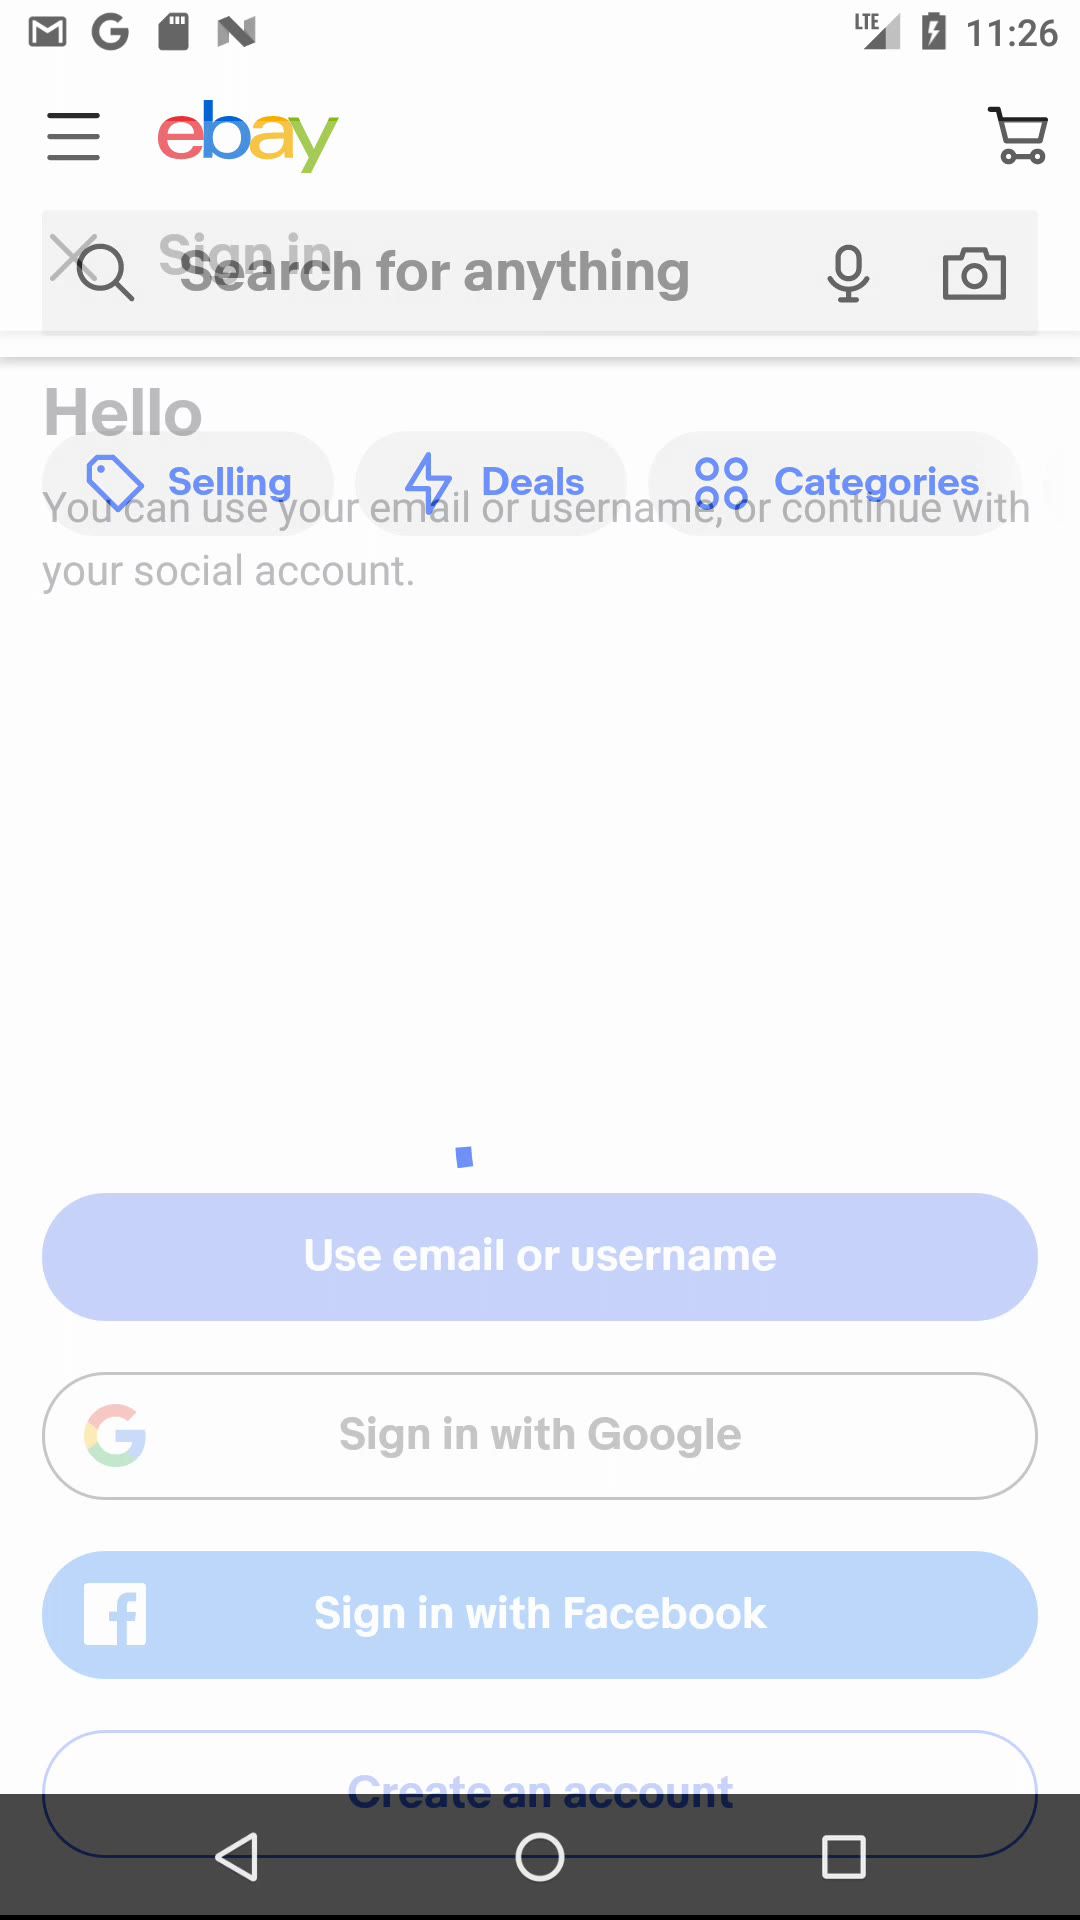 LTE 11:26
ebay
Sign in
Search for anything
Hello
Selling Deals Categories
You can use your email or username, or continue with
your social account.
Use email or username
Sign in with Google
Sign in with Facebook
Create an account